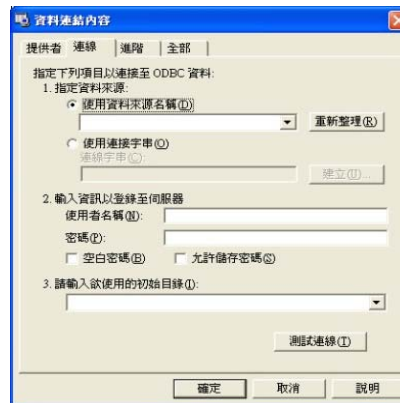 資料連結內容
提供者 連線 進階 全部
指定下列項目以連接至 ODBC 資料:
1. 指定資料來源:
使用資料來源名稱(D)
重新整理(R)
使用連接字串(O)
連線字串(C):
建立(U)...
2. 輸入資訊以登錄至伺服器
使用者名稱(N):
密碼(P):
空白密碼(B) 允許儲存密碼(S)
3. 請輸入欲使用的初始目錄(I):
測試連線(T)
確定 取消 說明